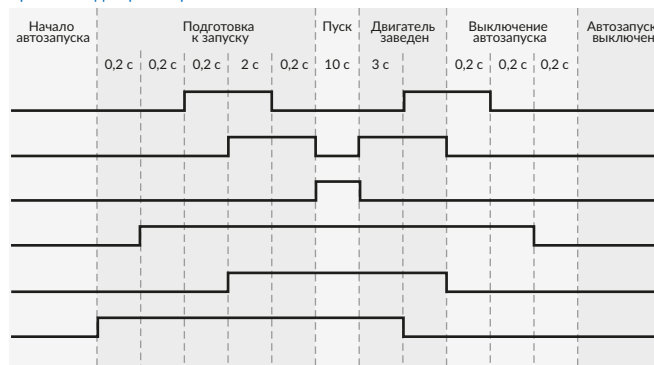 Начало
автозапуска
Подготовка
к запуску
Пуск
Двигатель
заведен
Выключение
автозапуска
Автозапуск
выключен
0,2 с 0,2 с 0,2 с 2 с 0,2 с 10 с 3 с 0,2 с 0,2 с 0,2 с